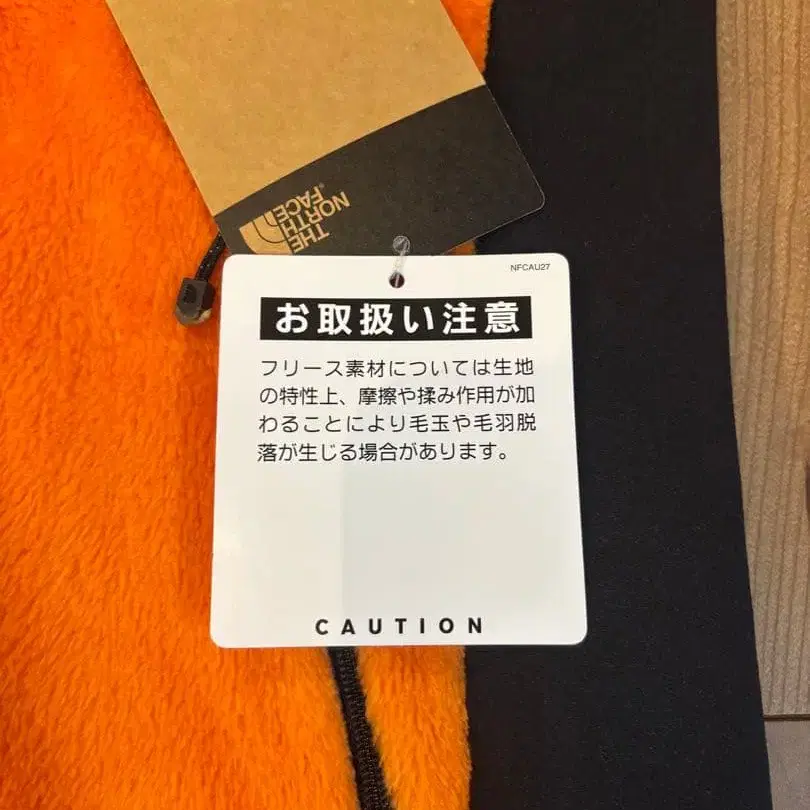 THE
NORTH
FACE
NFCAU27
お取扱い注意
フリース素材については生地
の特性上、摩擦や揉み作用が加
わることにより毛玉や毛羽脱
落が生じる場合があります。
CAUTION